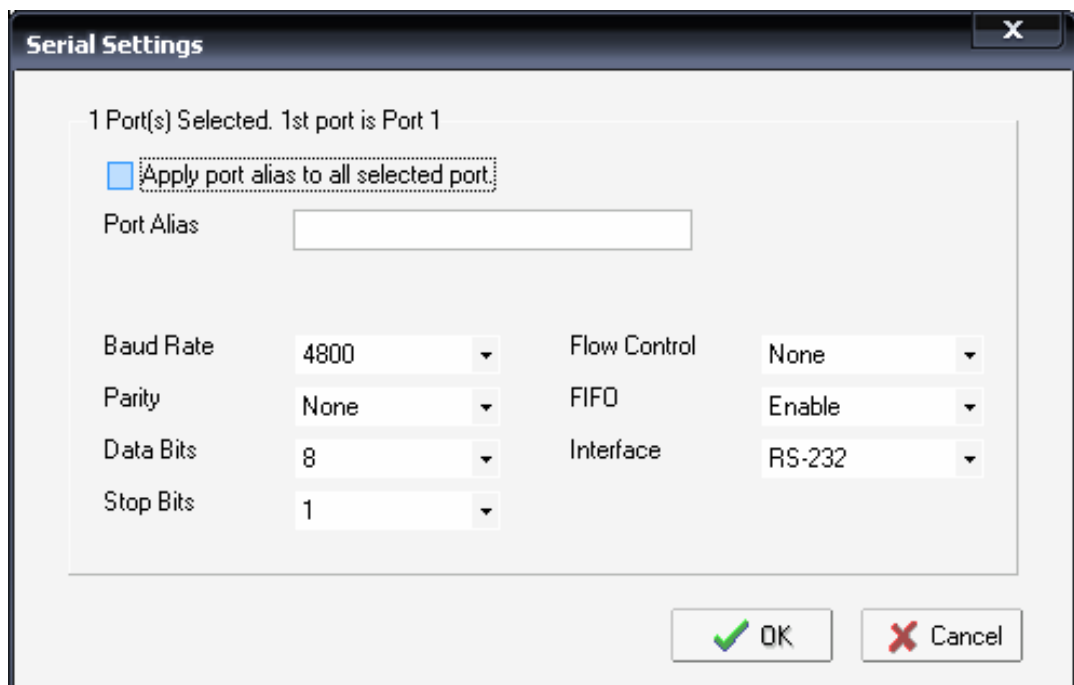 Serial Settings
X
1 Port(s) Selected. 1st port is Port 1
Apply port alias to all selected port.
Port Alias
Baud Rate 4800 Flow Control None
Parity None FIFO Enable
Data Bits 8 Interface RS-232
Stop Bits 1
OK Cancel